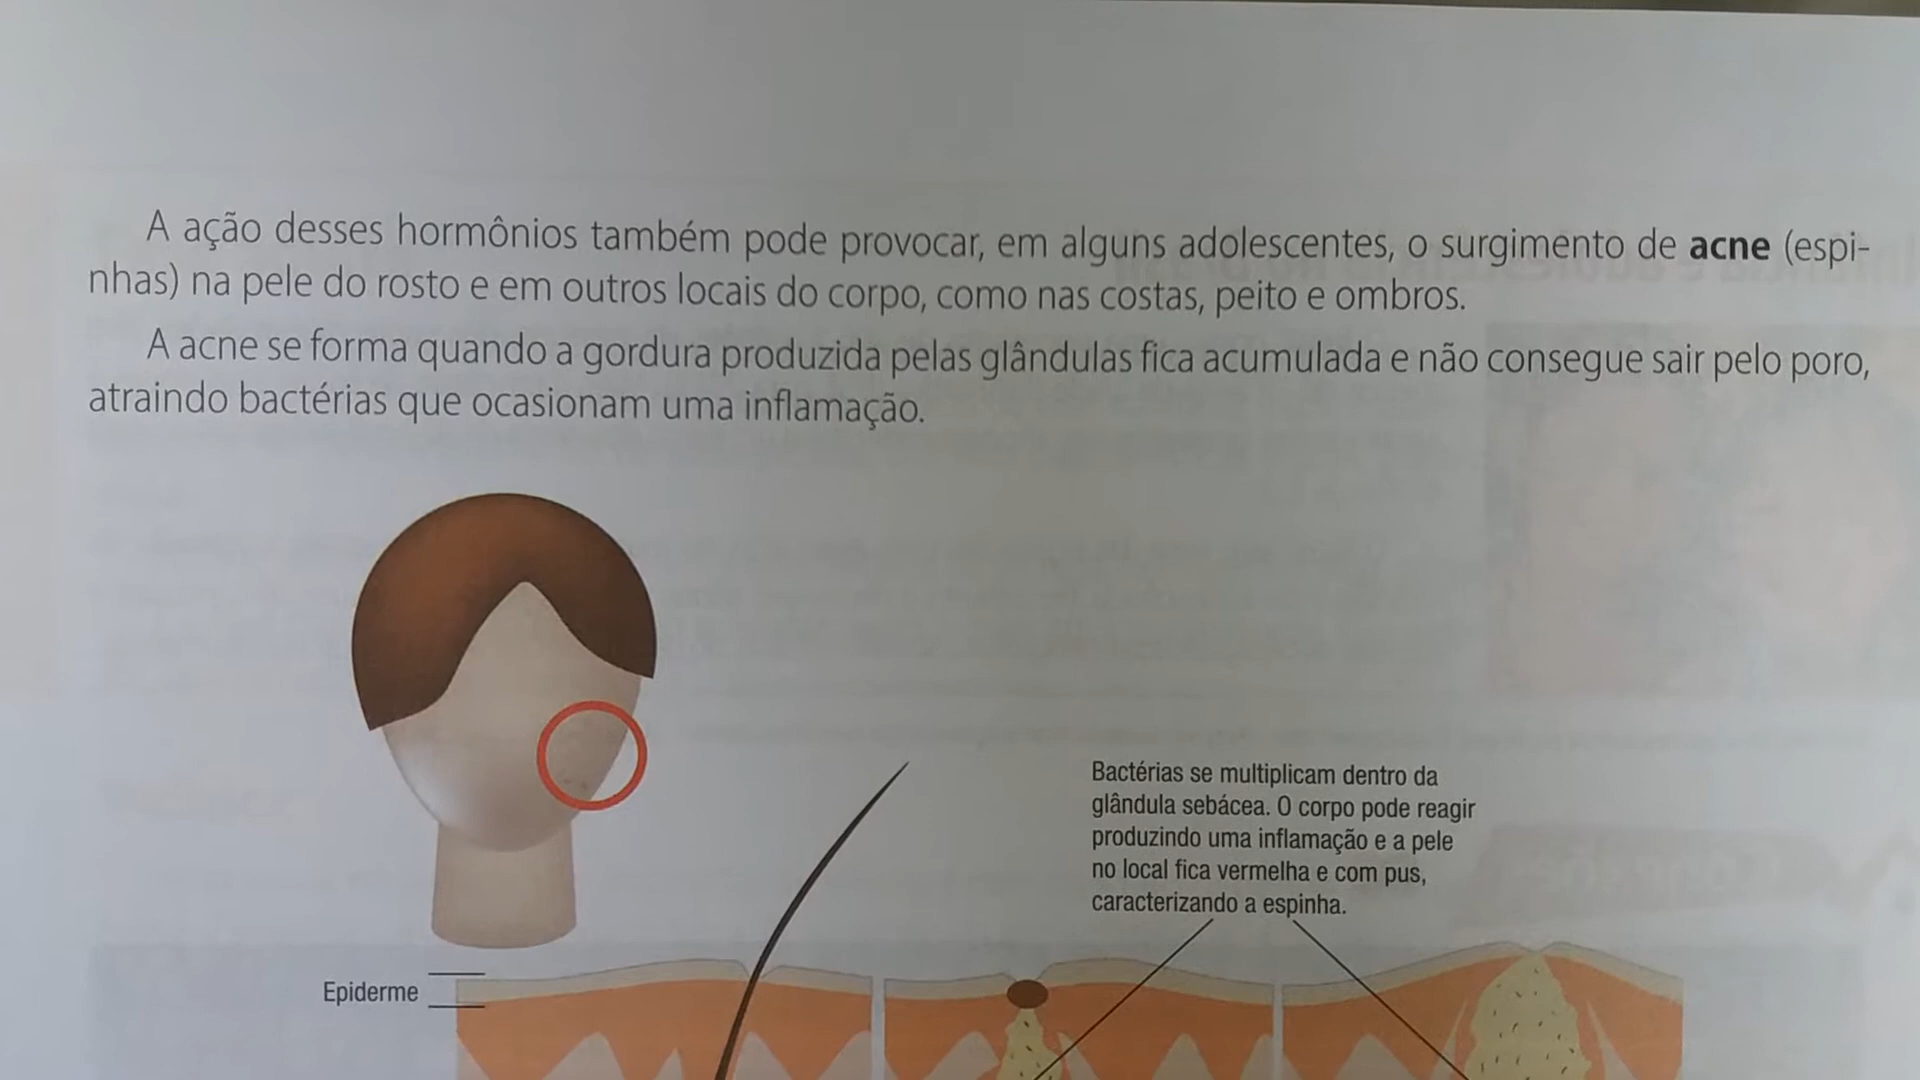 A ação desses hormônios também pode provocar, em alguns adolescentes, o surgimento de acne (espi-
nhas) na pele do rosto e em outros locais do corpo, como nas costas, peito e ombros.
A acne se forma quando a gordura produzida pelas glândulas fica acumulada e não consegue sair pelo poro,
atraindo bactérias que ocasionam uma inflamação.
Bactérias se multiplicam dentro da
glândula sebácea. O corpo pode reagir
produzindo uma inflamação e a pele
no local fica vermelha e com pus,
caracterizando a espinha.
Epiderme